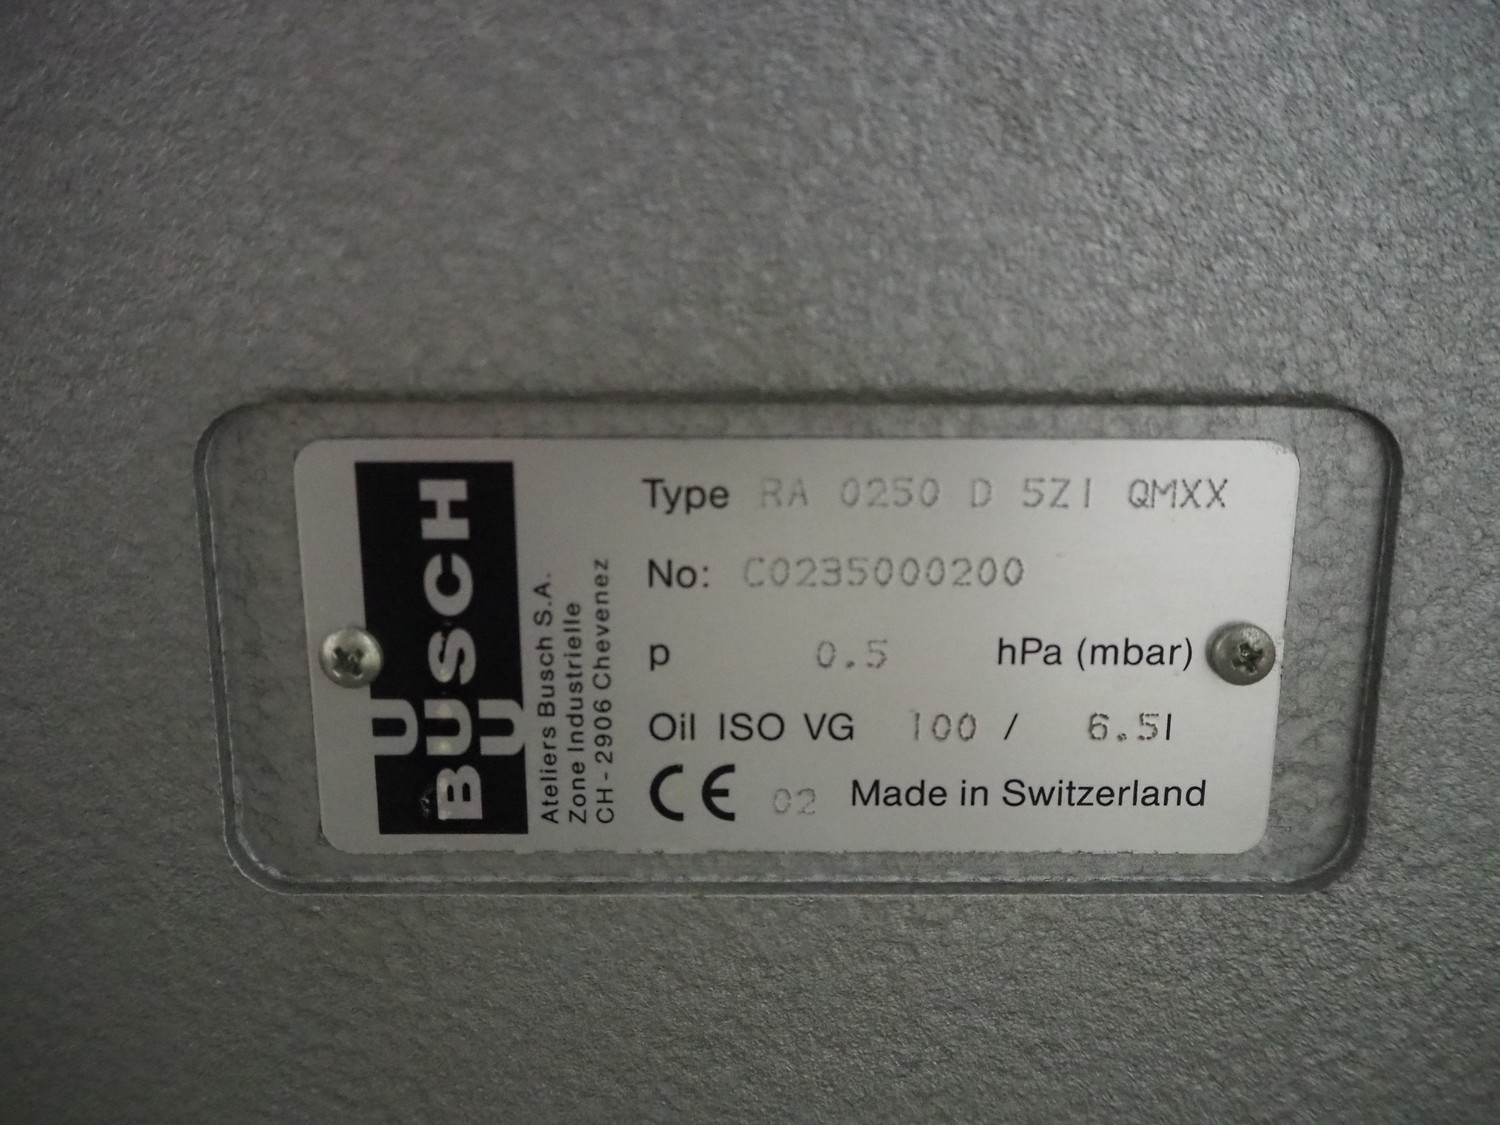 BUSCH
U
U
Ateliers Busch S.A.
Zone Industrielle
CH - 2906 Chevenez
Type RA 0250 D 5Z1 QMXX
No: C0235000200
p 0.5 hPa (mbar)
Oil ISO VG 100 / 6.5l
CE 02 Made in Switzerland